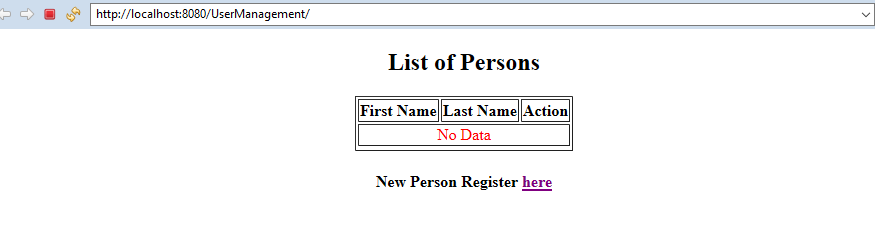 http://localhost:8080/UserManagement/
List of Persons
First Name Last Name Action
No Data
New Person Register here